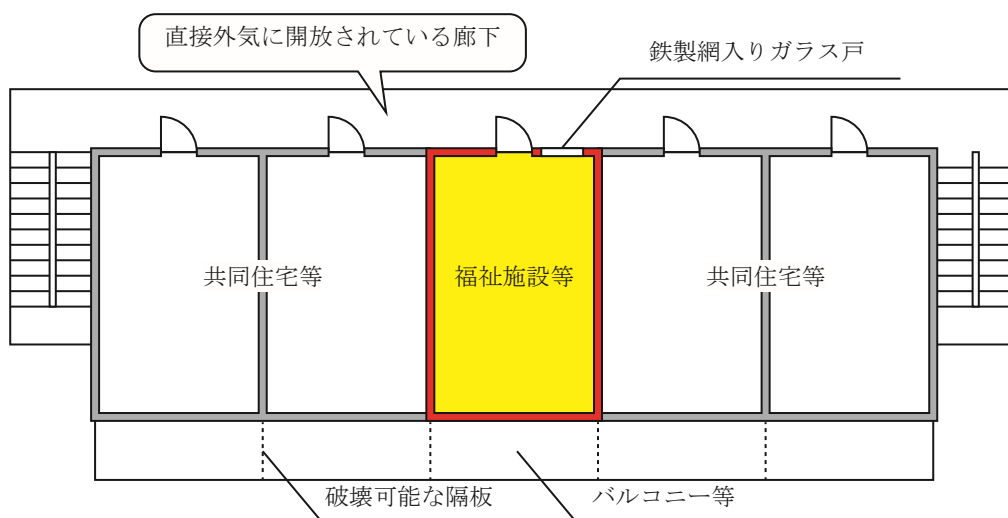 直接外気に開放されている廊下
鉄製網入りガラス戸
共同住宅等
福祉施設等
共同住宅等
破壊可能な隔板
バルコニー等